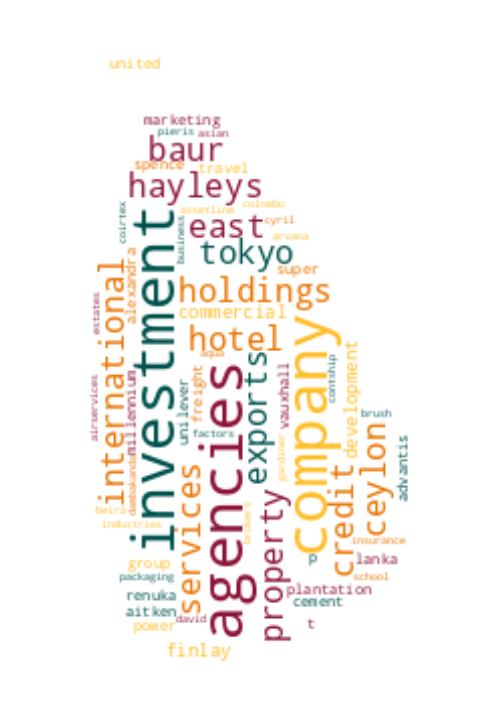 united
marketing
pieris
asian
baur
spence
travel
hayleys
coirtex
assetline
colombo
business
east
cyril
arvana
tokyo
investment
alexandra
super
international
holdings
estates
commercial
company
hotel
aqua
agencies
exports
airservices
millennium
unilever
freight
vauxhall
contship
development
factors
brush
ceylon
advantis
dambakanda
services
gardiner
property
credit
beira
industries
brokers
insurance
group
p
lanka
packaging
school
renuka
plantation
cement
aitken
david
power
t
finlay